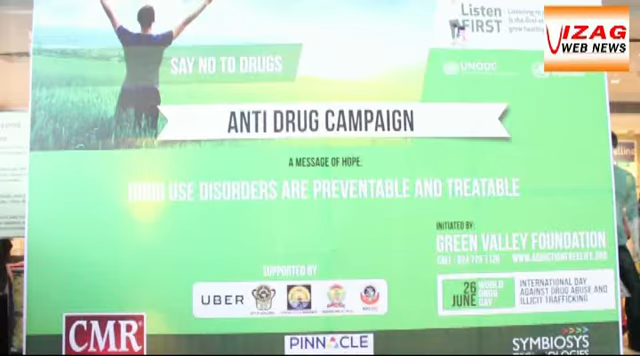 Listen
FIRST
VIZAG
WEB NEWS
SAY NO TO DRUGS
UNODC
ANTI DRUG CAMPAIGN
A MESSAGE OF HOPE:
USE DISORDERS ARE PREVENTABLE AND TREATABLE
INITIATED BY:
GREEN VALLEY FOUNDATION
SUPPORTED BY
UBER
26
JUNE
WORLD
DRUG
DAY
INTERNATIONAL DAY
AGAINST DRUG ABUSE AND
ILLICIT TRAFFICKING
CMR
PINNACLE
SYMBIOSYS
TECHNOLOGIES